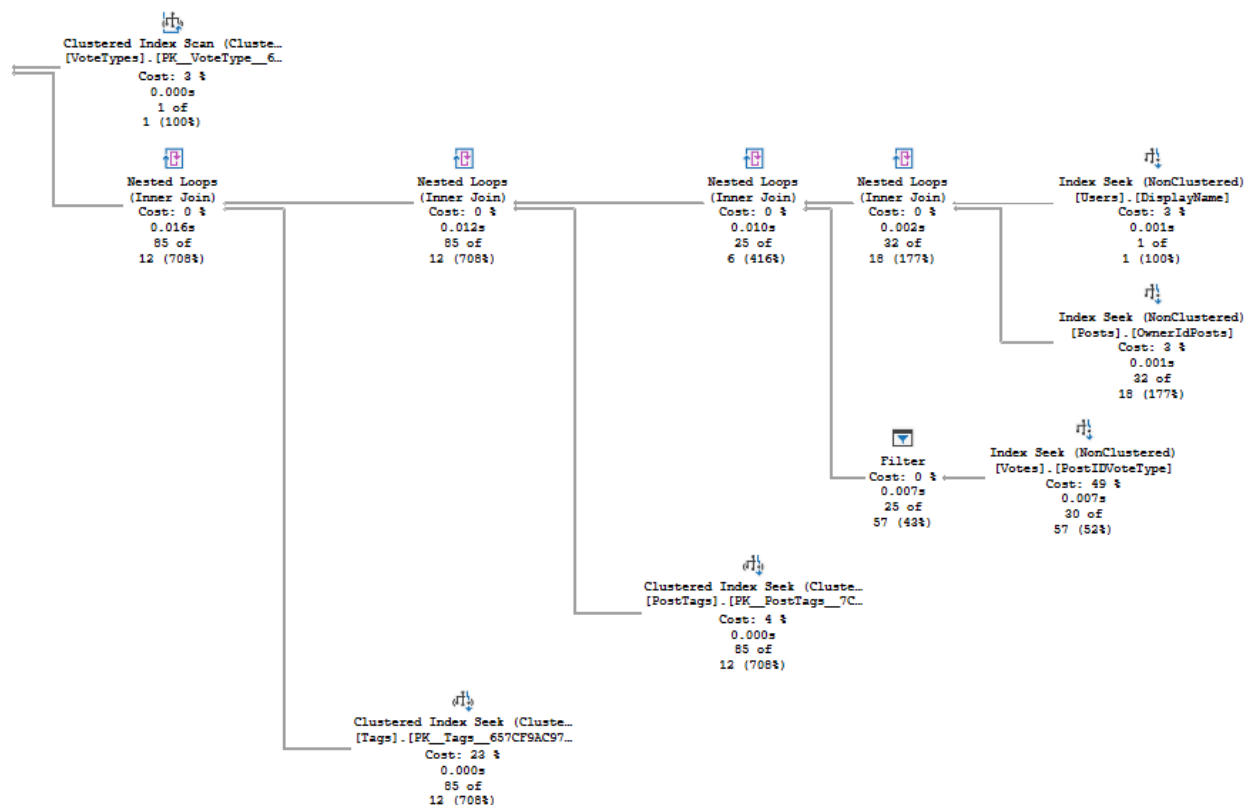 Clustered Index Scan (Cluste…
[VoteTypes].[PK__VoteType__6…
Cost: 3 %
0.000s
1 of
1 (100%)
Nested Loops
(Inner Join)
Cost: 0 %
0.016s
85 of
12 (708%)
Nested Loops
(Inner Join)
Cost: 0 %
0.012s
85 of
12 (708%)
Nested Loops
(Inner Join)
Cost: 0 %
0.010s
25 of
6 (416%)
Nested Loops
(Inner Join)
Cost: 0 %
0.002s
32 of
18 (177%)
Index Seek (NonClustered)
[Users].[DisplayName]
Cost: 3 %
0.001s
1 of
1 (100%)
Index Seek (NonClustered)
[Posts].[OwnerIdPosts]
Cost: 3 %
0.001s
32 of
18 (177%)
Filter
Cost: 0 %
0.007s
25 of
57 (43%)
Index Seek (NonClustered)
[Votes].[PostIDVoteType]
Cost: 49 %
0.007s
30 of
57 (52%)
Clustered Index Seek (Cluste…
[PostTags].[PK__PostTags__7C…
Cost: 4 %
0.000s
85 of
12 (708%)
Clustered Index Seek (Cluste…
[Tags].[PK__Tags__657CF9AC97…
Cost: 23 %
0.000s
85 of
12 (708%)